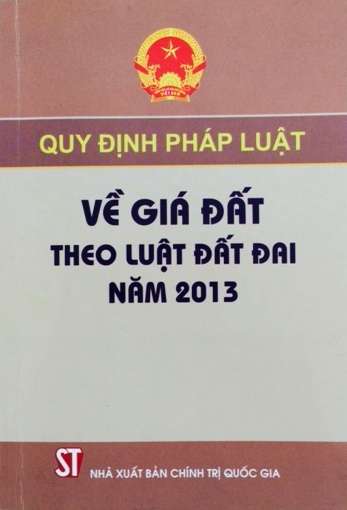 QUY ĐỊNH PHÁP LUẬT
VỀ GIÁ ĐẤT
THEO LUẬT ĐẤT ĐAI
NĂM 2013
ST NHÀ XUẤT BẢN CHÍNH TRỊ QUỐC GIA